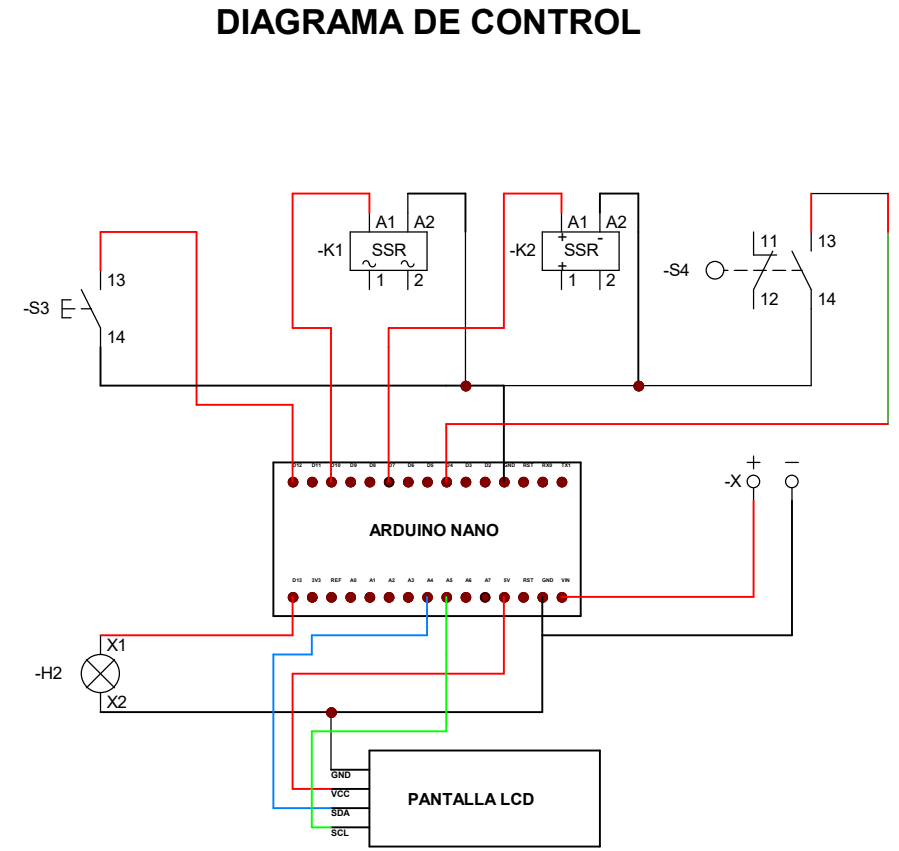 DIAGRAMA DE CONTROL
A1 A2
-K1 SSR
1 2
A1 A2
+ -
-K2 SSR
+
1 2
11 13
-S4
12 14
13
-S3
14
D12 D11 D10 D9 D8 D7 D6 D5 D4 D3 D2 GND RST RX0 TX1
+ −
-X
ARDUINO NANO
D13 3V3 REF A0 A1 A2 A3 A4 A5 A6 A7 5V RST GND VIN
X1
-H2
X2
GND
VCC
PANTALLA LCD
SDA
SCL